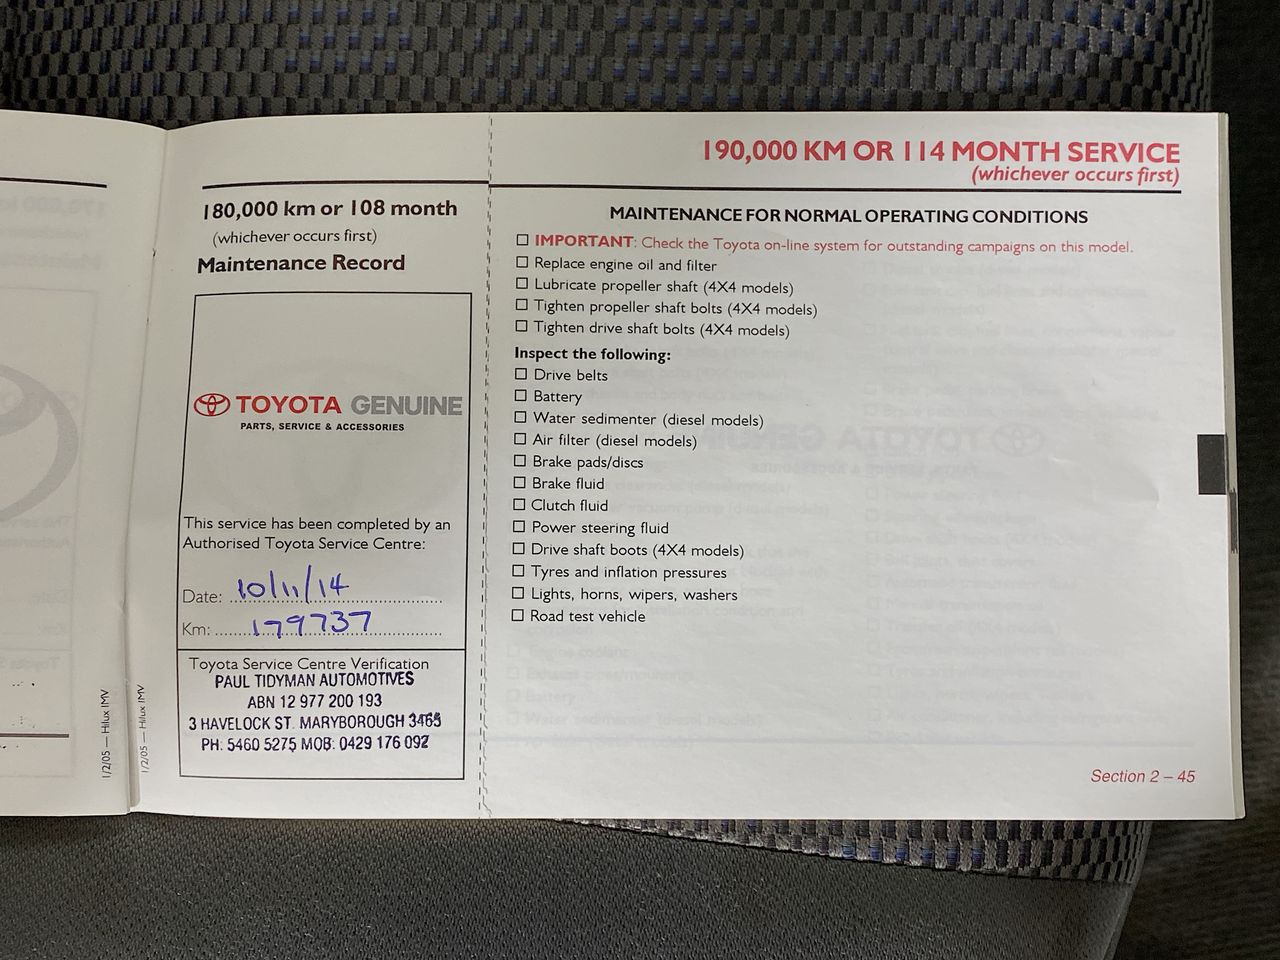 180,000 km or 108 month
(whichever occurs first)
Maintenance Record
TOYOTA GENUINE
PARTS, SERVICE & ACCESSORIES
This service has been completed by an
Authorised Toyota Service Centre:
Date: 10/11/14
Km: 179737
Toyota Service Centre Verification
PAUL TIDYMAN AUTOMOTIVES
ABN 12 977 200 193
3 HAVELOCK ST. MARYBOROUGH 3465
PH: 5460 5275 MOB: 0429 176 092
1/2/05 — Hilux IMV
1/2/05 — Hilux IMV
190,000 KM OR 114 MONTH SERVICE
(whichever occurs first)
MAINTENANCE FOR NORMAL OPERATING CONDITIONS
IMPORTANT: Check the Toyota on-line system for outstanding campaigns on this model.
Replace engine oil and filter
Lubricate propeller shaft (4X4 models)
Tighten propeller shaft bolts (4X4 models)
Tighten drive shaft bolts (4X4 models)
Inspect the following:
Drive belts
Battery
Water sedimenter (diesel models)
Air filter (diesel models)
Brake pads/discs
Brake fluid
Clutch fluid
Power steering fluid
Drive shaft boots (4X4 models)
Tyres and inflation pressures
Lights, horns, wipers, washers
Road test vehicle
Section 2 – 45